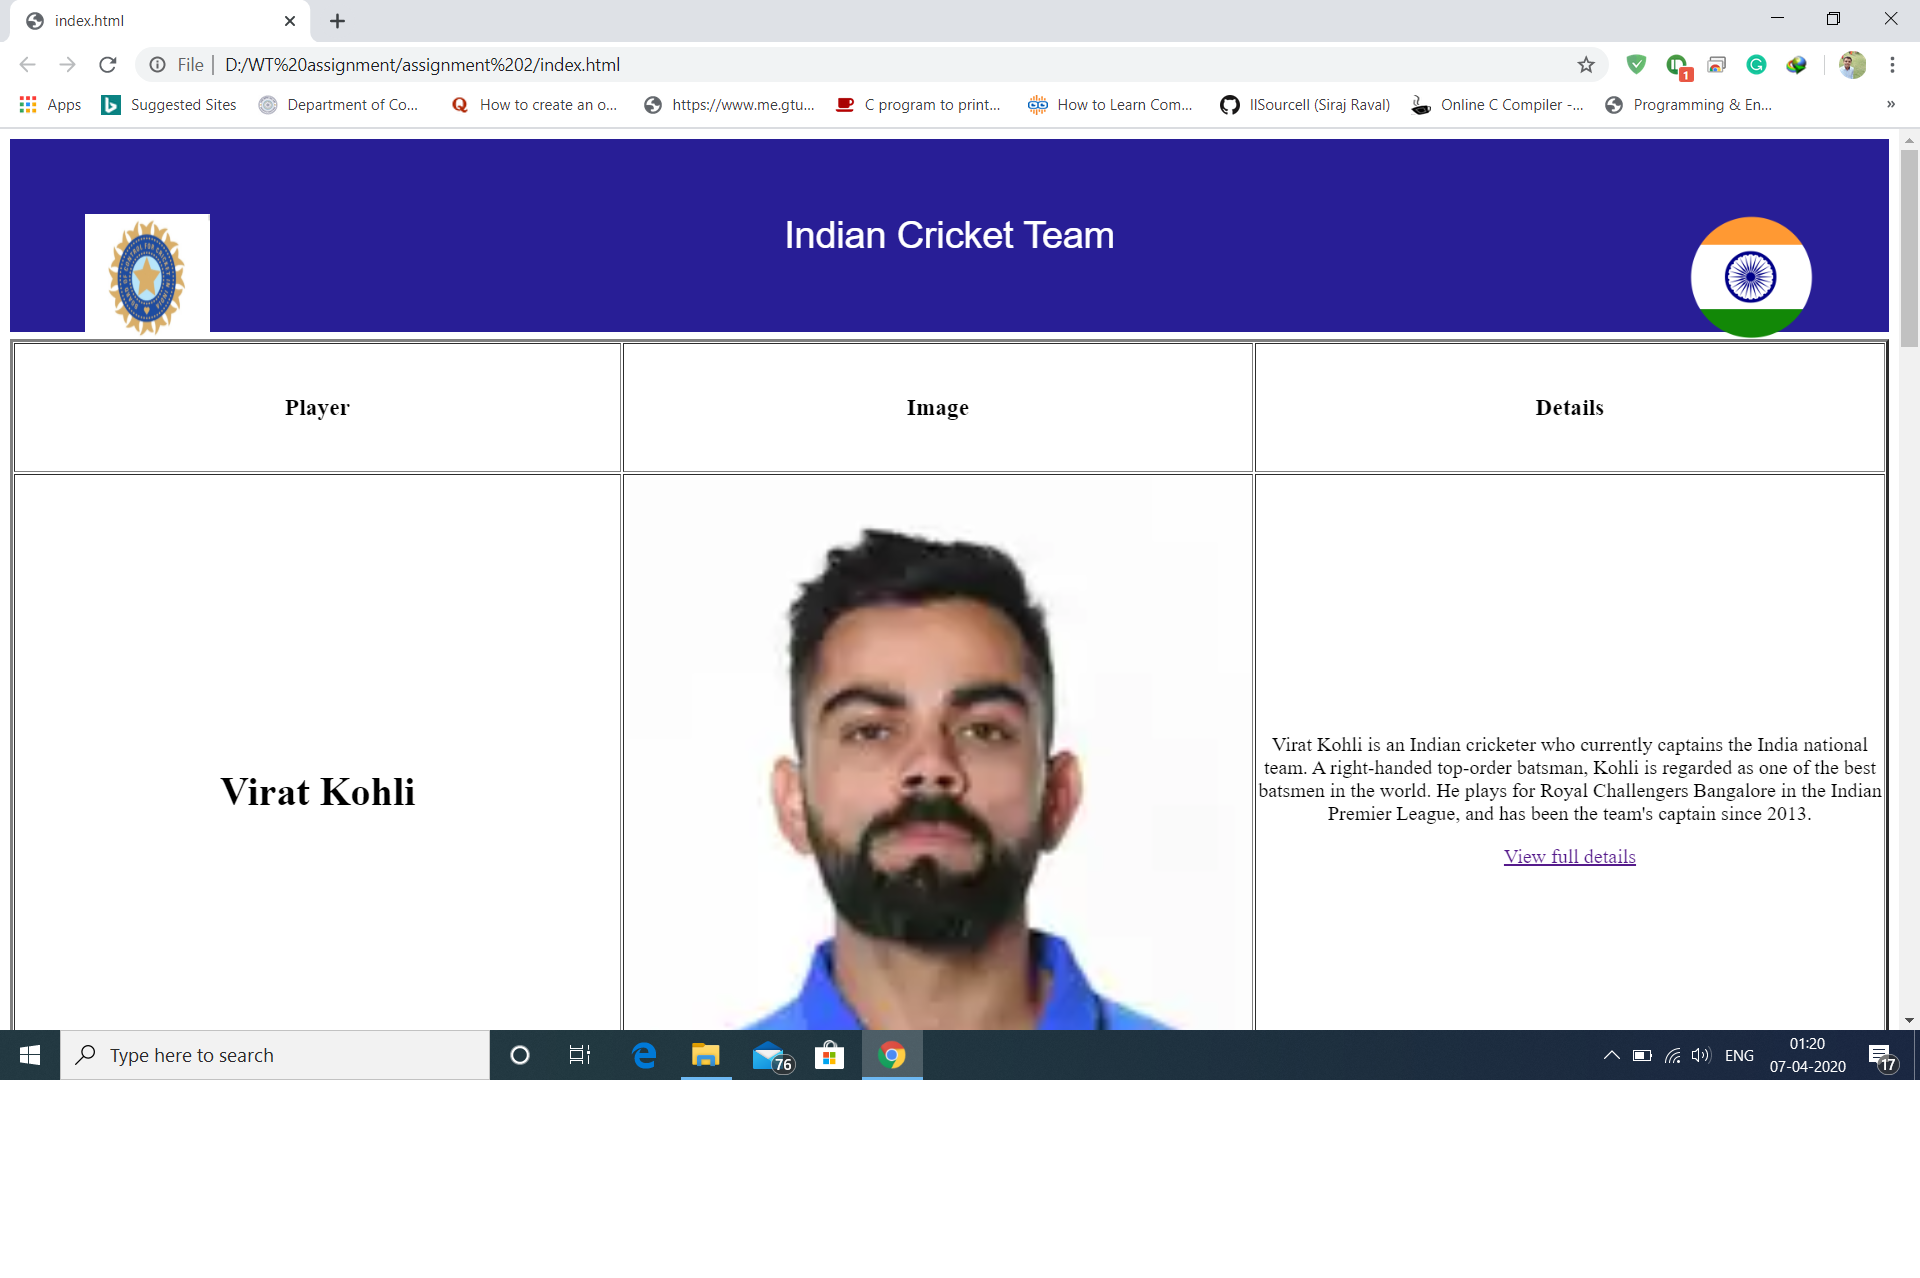 index.html
File | D:/WT%20assignment/assignment%202/index.html
1
Apps Suggested Sites Department of Co... How to create an o... https://www.me.gtu... C program to print... How to Learn Com... IlSourcell (Siraj Raval) Online C Compiler -... Programming & En... »
Indian Cricket Team
Player Image Details
Virat Kohli
Virat Kohli is an Indian cricketer who currently captains the India national
team. A right-handed top-order batsman, Kohli is regarded as one of the best
batsmen in the world. He plays for Royal Challengers Bangalore in the Indian
Premier League, and has been the team's captain since 2013.
View full details
Type here to search
76
ENG
01:20
07-04-2020
17